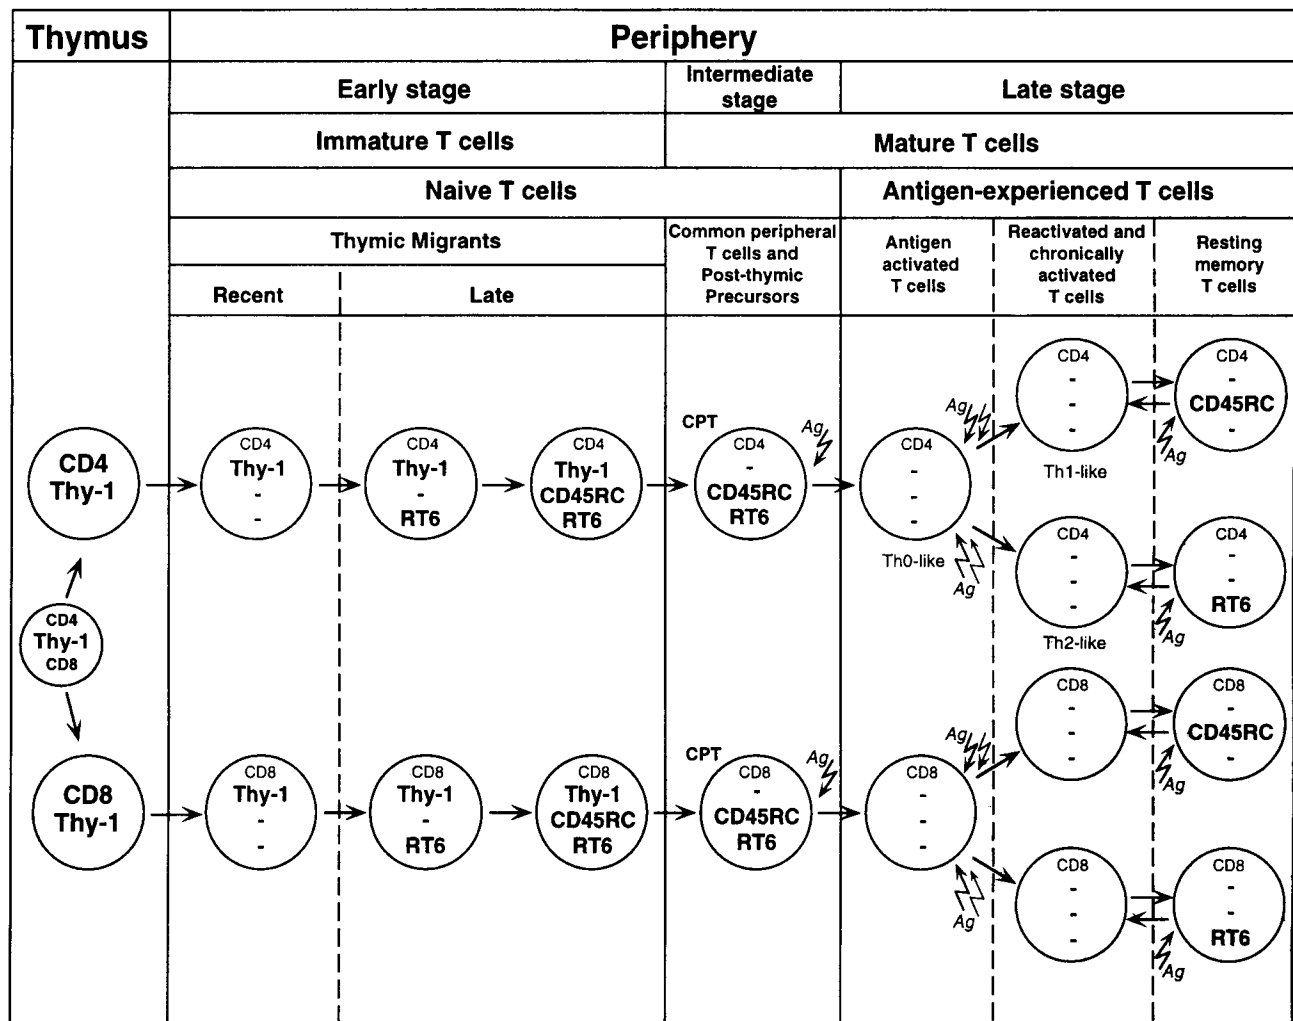 Thymus
Periphery
Early stage
Intermediate
stage
Late stage
Immature T cells
Mature T cells
Naive T cells
Antigen-experienced T cells
Thymic Migrants
Common peripheral
T cells and
Post-thymic
Precursors
Antigen
activated
T cells
Reactivated and
chronically
activated
T cells
Resting
memory
T cells
Recent
Late
CD4
Thy-1
CD4
Thy-1
-
-
CD4
Thy-1
-
RT6
CD4
Thy-1
CD45RC
RT6
CPT
CD4
-
CD45RC
RT6
Ag
CD4
-
-
-
Th0-like
Ag
Ag
CD4
-
-
-
Th1-like
CD4
-
CD45RC
-
Ag
CD4
-
-
-
Th2-like
CD4
-
-
RT6
Ag
CD4
Thy-1
CD8
CD8
Thy-1
CD8
Thy-1
-
-
CD8
Thy-1
-
RT6
CD8
Thy-1
CD45RC
RT6
CPT
CD8
-
CD45RC
RT6
Ag
CD8
-
-
-
Ag
Ag
CD8
-
-
-
CD8
-
CD45RC
-
Ag
CD8
-
-
-
CD8
-
-
RT6
Ag